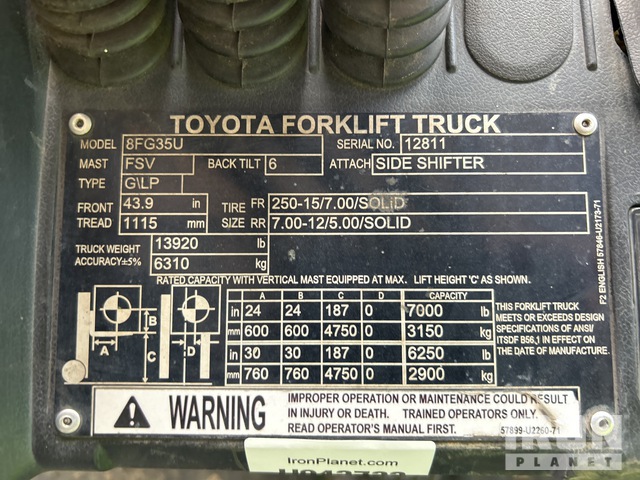 TOYOTA FORKLIFT TRUCK
MODEL 8FG35U SERIAL NO. 12811
MAST FSV BACK TILT 6 ATTACH SIDE SHIFTER
TYPE G\LP
FRONT 43.9 in TIRE FR 250-15/7.00/SOLID
TREAD 1115 mm SIZE RR 7.00-12/5.00/SOLID
TRUCK WEIGHT 13920 lb
ACCURACY±5% 6310 kg
RATED CAPACITY WITH VERTICAL MAST EQUIPPED AT MAX. LIFT HEIGHT 'C' AS SHOWN.
A B C D CAPACITY
in 24 24 187 0 7000 lb
mm 600 600 4750 0 3150 kg
in 30 30 187 0 6250 lb
mm 760 760 4750 0 2900 kg
B
A C D
THIS FORKLIFT TRUCK
MEETS OR EXCEEDS DESIGN
SPECIFICATIONS OF ANSI/
ITSDF B56.1 IN EFFECT ON
THE DATE OF MANUFACTURE.
F2 ENGLISH 57846-U2173-71
WARNING
IMPROPER OPERATION OR MAINTENANCE COULD RESULT
IN INJURY OR DEATH. TRAINED OPERATORS ONLY.
READ OPERATOR'S MANUAL FIRST. 57899-U2260-71
IronPlanet.com
IRON
PLANET